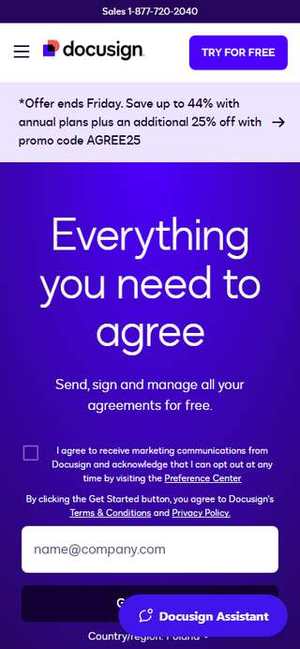 Sales 1-877-720-2040
docusign
TRY FOR FREE
*Offer ends Friday. Save up to 44% with
annual plans plus an additional 25% off with
promo code AGREE25
Everything
you need to
agree
Send, sign and manage all your
agreements for free.
I agree to receive marketing communications from
Docusign and acknowledge that I can opt out at any
time by visiting the Preference Center
By clicking the Get Started button, you agree to Docusign's
Terms & Conditions and Privacy Policy.
name@company.com
Docusign Assistant
Country/region: Poland